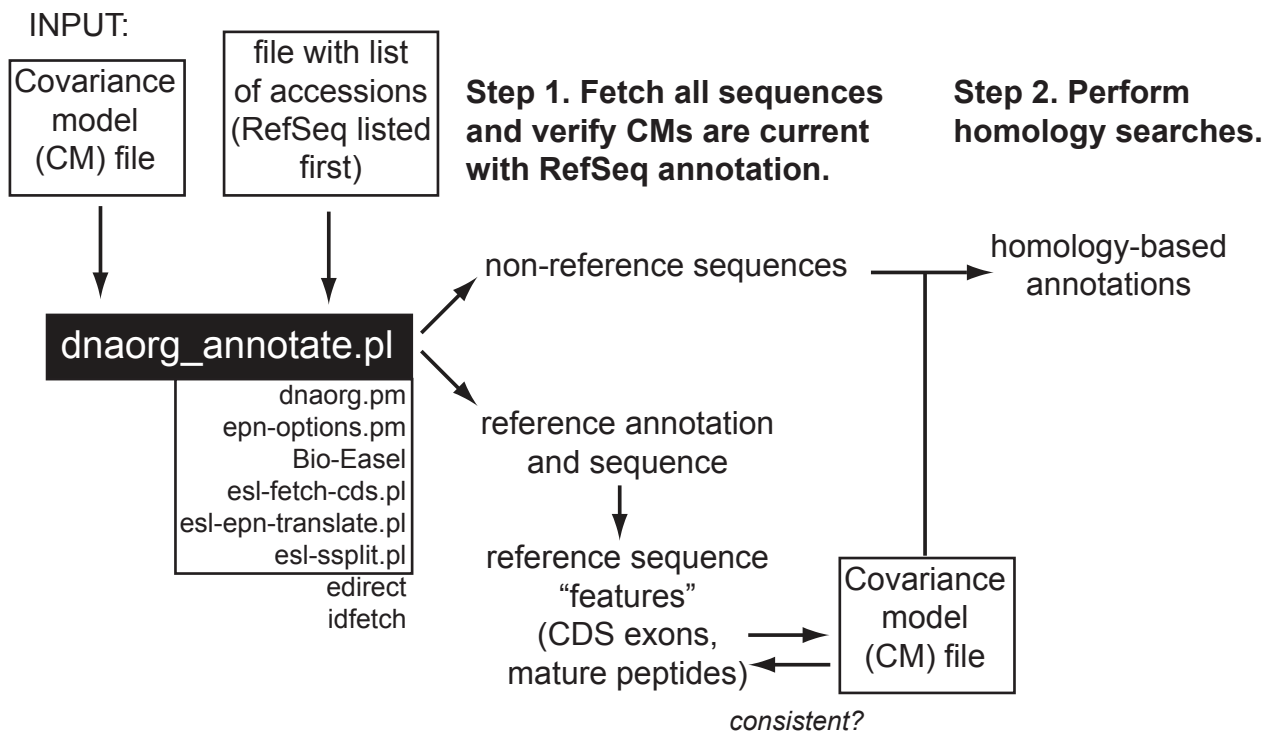 INPUT:
Covariance
model
(CM) file
file with list
of accessions
(RefSeq listed
first)
Step 1. Fetch all sequences
and verify CMs are current
with RefSeq annotation.
Step 2. Perform
homology searches.
non-reference sequences
homology-based
annotations
dnaorg_annotate.pl
dnaorg.pm
epn-options.pm
Bio-Easel
esl-fetch-cds.pl
esl-epn-translate.pl
esl-ssplit.pl
edirect
idfetch
reference annotation
and sequence
reference sequence
“features”
(CDS exons,
mature peptides)
Covariance
model
(CM) file
consistent?